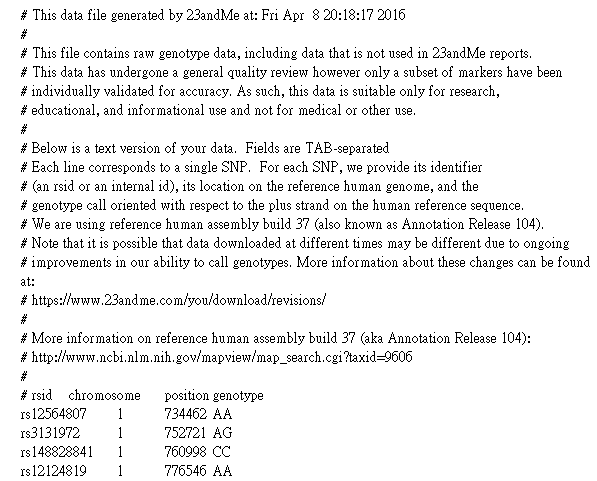 # This data file generated by 23andMe at: Fri Apr  8 20:18:17 2016
#
# This file contains raw genotype data, including data that is not used in 23andMe reports.
# This data has undergone a general quality review however only a subset of markers have been
# individually validated for accuracy. As such, this data is suitable only for research,
# educational, and informational use and not for medical or other use.
#
# Below is a text version of your data.  Fields are TAB-separated
# Each line corresponds to a single SNP.  For each SNP, we provide its identifier
# (an rsid or an internal id), its location on the reference human genome, and the
# genotype call oriented with respect to the plus strand on the human reference sequence.
# We are using reference human assembly build 37 (also known as Annotation Release 104).
# Note that it is possible that data downloaded at different times may be different due to ongoing
# improvements in our ability to call genotypes. More information about these changes can be found
at:
# https://www.23andme.com/you/download/revisions/
#
# More information on reference human assembly build 37 (aka Annotation Release 104):
# http://www.ncbi.nlm.nih.gov/mapview/map_search.cgi?taxid=9606
#
# rsid	chromosome	position	genotype
rs12564807	1	734462	AA
rs3131972	1	752721	AG
rs148828841	1	760998	CC
rs12124819	1	776546	AA